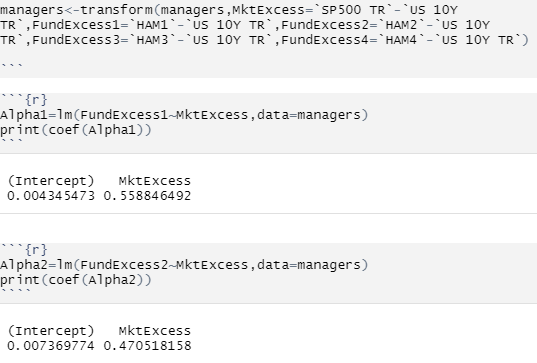 managers<-transform(managers,MktExcess=`SP500 TR`-`US 10Y
TR`,FundExcess1=`HAM1`-`US 10Y TR`,FundExcess2=`HAM2`-`US 10Y
TR`,FundExcess3=`HAM3`-`US 10Y TR`,FundExcess4=`HAM4`-`US 10Y TR`)
```
```{r}
Alpha1=lm(FundExcess1~MktExcess,data=managers)
print(coef(Alpha1))
```
(Intercept) MktExcess
0.004345473 0.558846492
```{r}
Alpha2=lm(FundExcess2~MktExcess,data=managers)
print(coef(Alpha2))
````
(Intercept) MktExcess
0.007369774 0.470518158